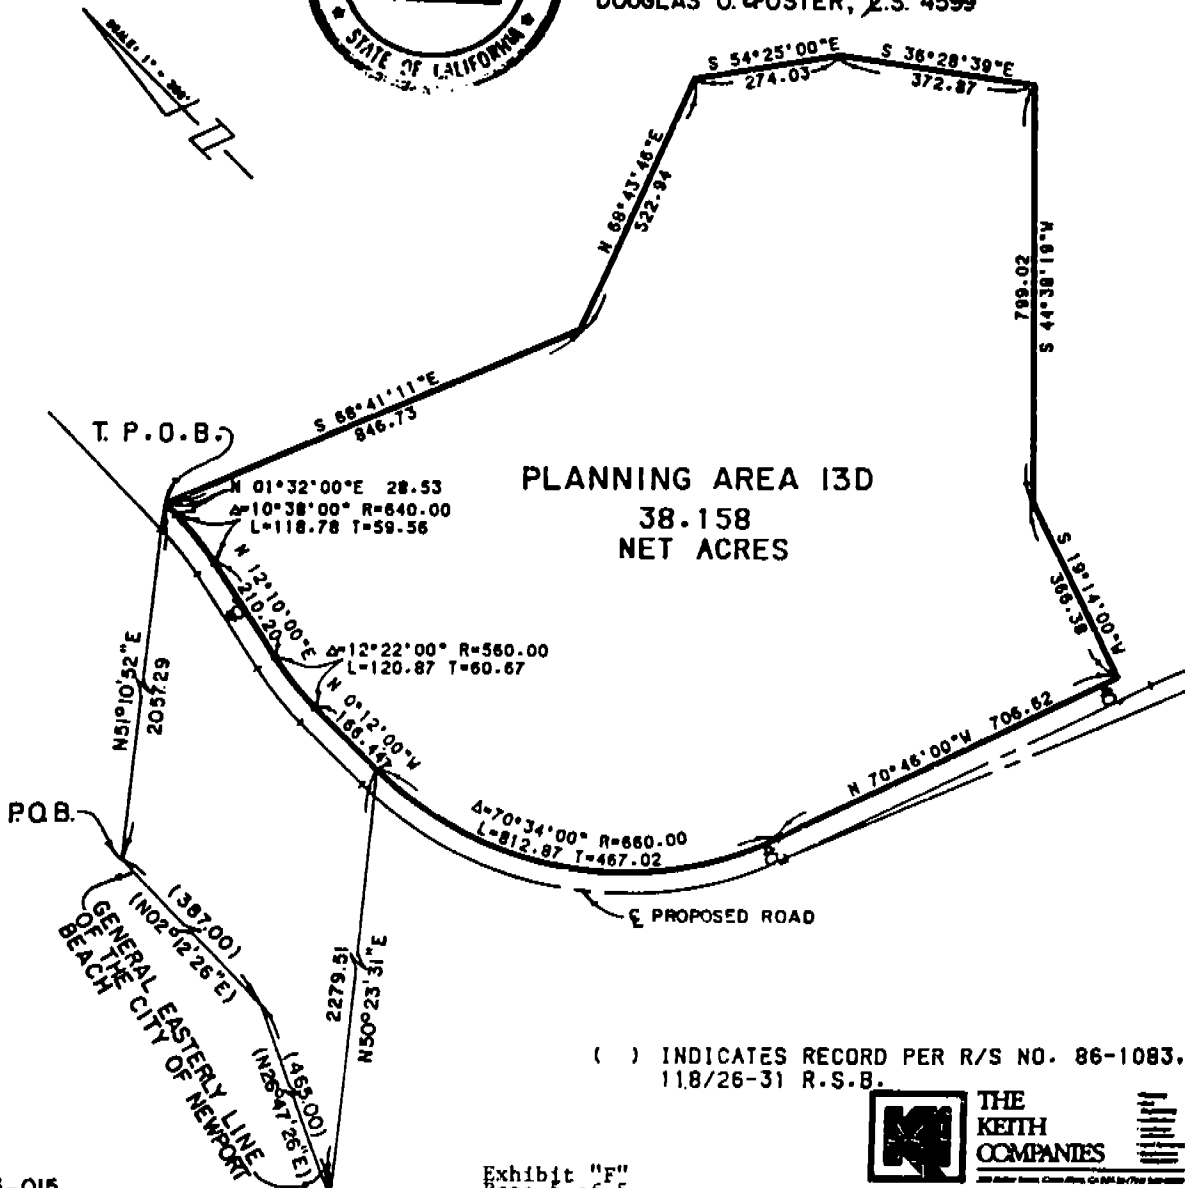 DOUGLAS O. FOSTER, L.S. 4599
STATE OF CALIFORNIA
S 54°25'00"E
274.03
S 36°28'39"E
372.87
N 68°43'46"E
522.94
799.02
S 44°38'19"W
S 68°41'11"E
846.73
T. P.O.B.
N 01°32'00"E 28.53
Δ=10°38'00" R=640.00
L=118.78 T=59.56
PLANNING AREA 13D
38.158
NET ACRES
N 12°10'00"E
210.20
S 19°14'00"W
366.38
Δ=12°22'00" R=560.00
L=120.87 T=60.67
N51°10'52"E
2057.29
N 0°12'00"W
166.44
N 70°46'00"W 706.62
P.O.B.
Δ=70°34'00" R=660.00
L=812.87 T=467.02
℄ PROPOSED ROAD
(387.00)
(N02°12'26"E)
GENERAL EASTERLY LINE
OF THE CITY OF NEWPORT
BEACH
2279.51
N50°23'31"E
(465.00)
(N26°47'26"E)
( ) INDICATES RECORD PER R/S NO. 86-1083,
118/26-31 R.S.B.
THE
KEITH
COMPANIES
Exhibit "F"